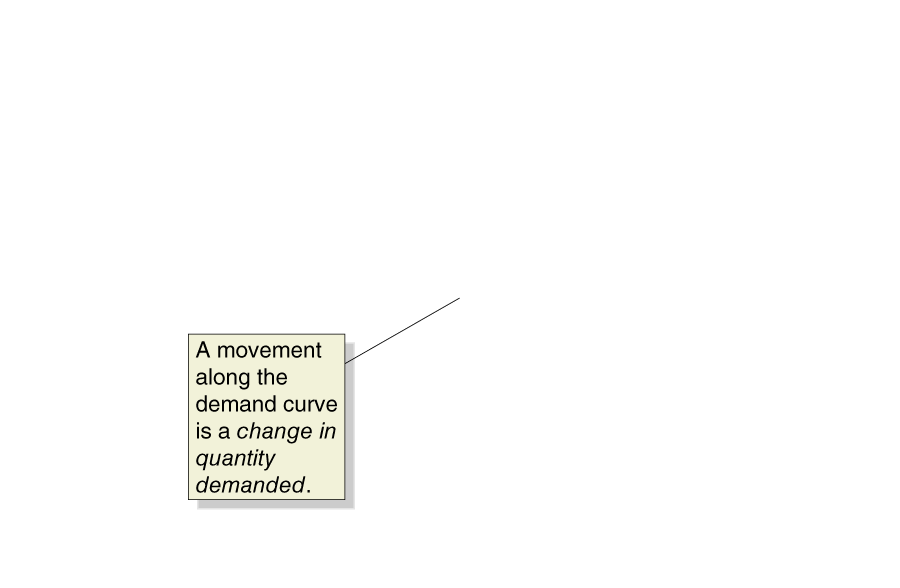 A movement
along the
demand curve
is a change in
quantity
demanded.